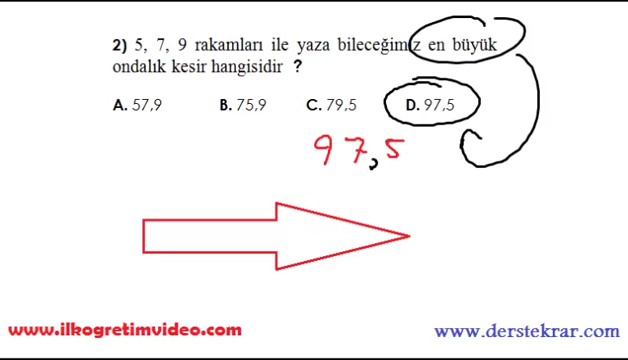 2) 5, 7, 9 rakamları ile yaza bileceğimiz en büyük
ondalık kesir hangisidir ?
A. 57,9 B. 75,9 C. 79,5 D. 97,5
97,5
www.ilkogretimvideo.com www.derstekrar.com